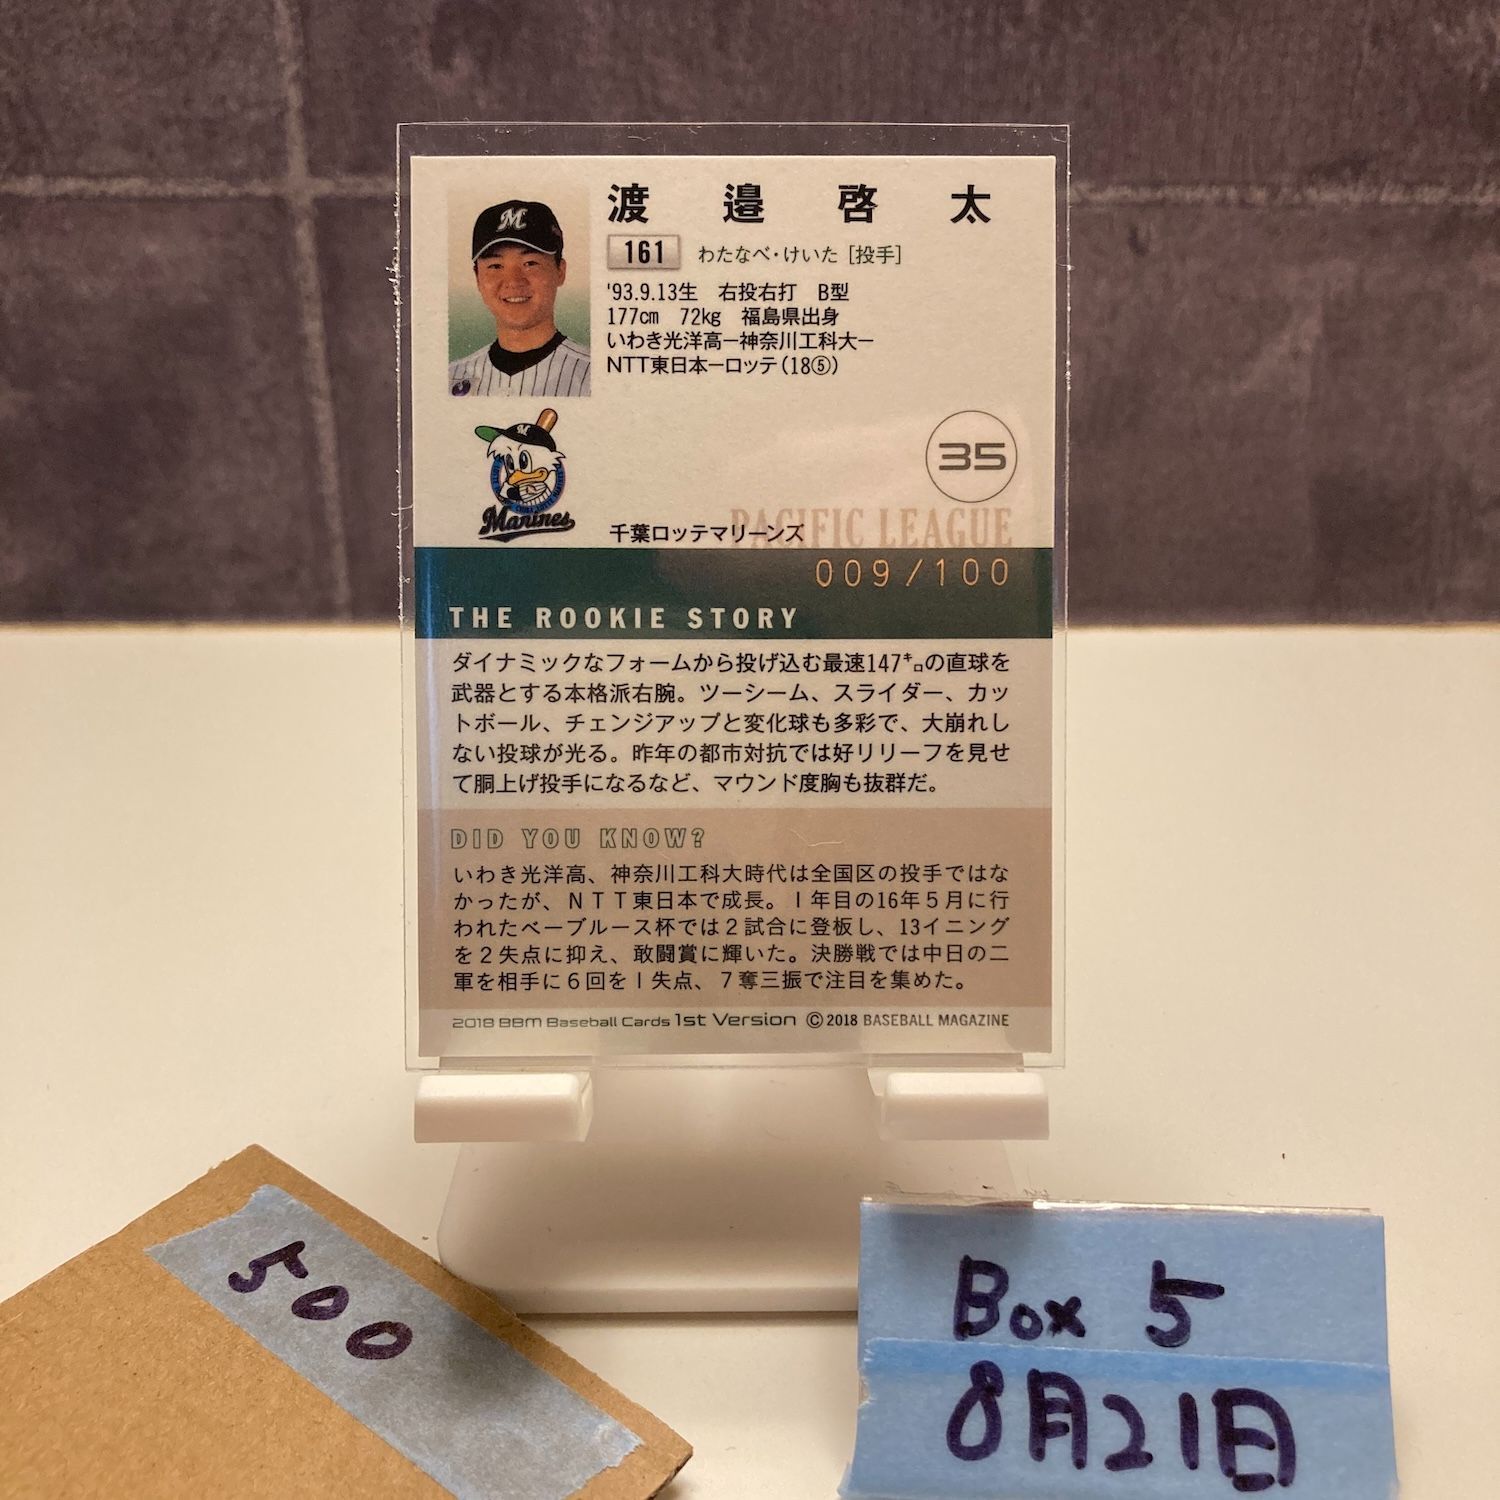 渡邉啓太
161 わたなべ・けいた [投手]
'93.9.13生 右投右打 B型
177cm 72kg 福島県出身
いわき光洋高ー神奈川工科大ー
NTT東日本ーロッテ(18⑤)
M
M
35
Marines
千葉ロッテマリーンズ
PACIFIC LEAGUE
009/100
THE ROOKIE STORY
ダイナミックなフォームから投げ込む最速147㌔の直球を
武器とする本格派右腕。ツーシーム、スライダー、カッ
トボール、チェンジアップと変化球も多彩で、大崩れし
ない投球が光る。昨年の都市対抗では好リリーフを見せ
て胴上げ投手になるなど、マウンド度胸も抜群だ。
DID YOU KNOW?
いわき光洋高、神奈川工科大時代は全国区の投手ではな
かったが、NTT東日本で成長。1年目の16年5月に行
われたベーブルース杯では2試合に登板し、13イニング
を2失点に抑え、敢闘賞に輝いた。決勝戦では中日の二
軍を相手に6回を1失点、7奪三振で注目を集めた。
2018 BBM Baseball Cards 1st Version ©2018 BASEBALL MAGAZINE
500
Box 5
8月21日